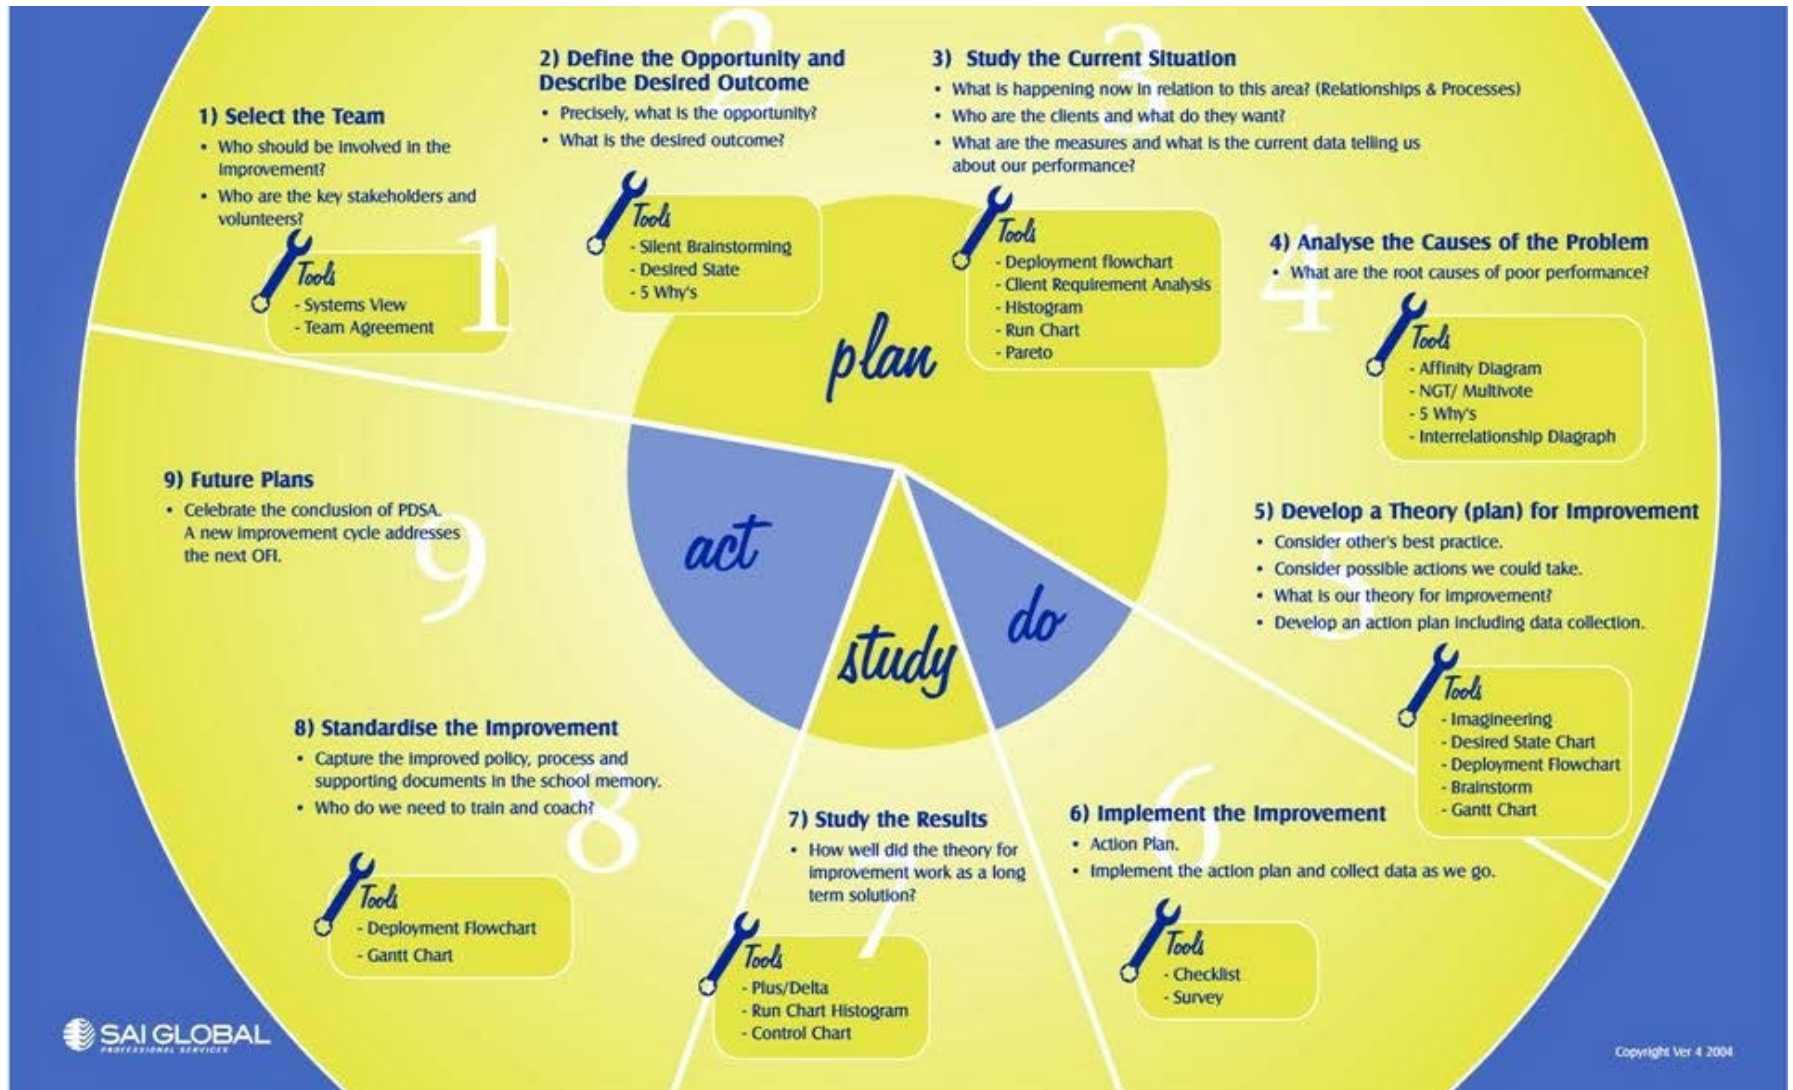 1) Select the Team
• Who should be involved in the
improvement?
• Who are the key stakeholders and
volunteers?
Tools
- Systems View
- Team Agreement
1
2) Define the Opportunity and
Describe Desired Outcome
• Precisely, what is the opportunity?
• What is the desired outcome?
Tools
- Silent Brainstorming
- Desired State
- 5 Why's
2
3) Study the Current Situation
• What is happening now in relation to this area? (Relationships & Processes)
• Who are the clients and what do they want?
• What are the measures and what is the current data telling us
about our performance?
Tools
- Deployment flowchart
- Client Requirement Analysis
- Histogram
- Run Chart
- Pareto
3
4) Analyse the Causes of the Problem
• What are the root causes of poor performance?
Tools
- Affinity Diagram
- NGT/ Multivote
- 5 Why's
- Interrelationship Diagraph
4
plan
act
study
do
5) Develop a Theory (plan) for Improvement
• Consider other's best practice.
• Consider possible actions we could take.
• What is our theory for improvement?
• Develop an action plan including data collection.
Tools
- Imagineering
- Desired State Chart
- Deployment Flowchart
- Brainstorm
- Gantt Chart
5
6) Implement the Improvement
• Action Plan.
• Implement the action plan and collect data as we go.
Tools
- Checklist
- Survey
6
7) Study the Results
• How well did the theory for
improvement work as a long
term solution?
Tools
- Plus/Delta
- Run Chart Histogram
- Control Chart
7
8) Standardise the Improvement
• Capture the improved policy, process and
supporting documents in the school memory.
• Who do we need to train and coach?
Tools
- Deployment Flowchart
- Gantt Chart
8
9) Future Plans
• Celebrate the conclusion of PDSA.
A new improvement cycle addresses
the next OFI.
9
SAI GLOBAL
PROFESSIONAL SERVICES
Copyright Ver 4 2004